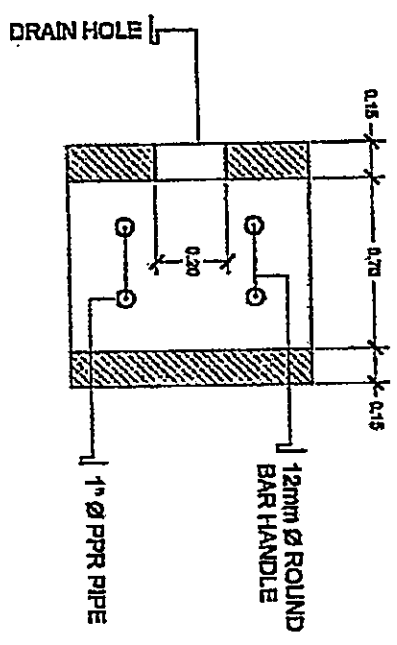 DRAIN HOLE
0.15
0.70
0.15
0.20
12mm Ø ROUND
BAR HANDLE
1" Ø PPR PIPE